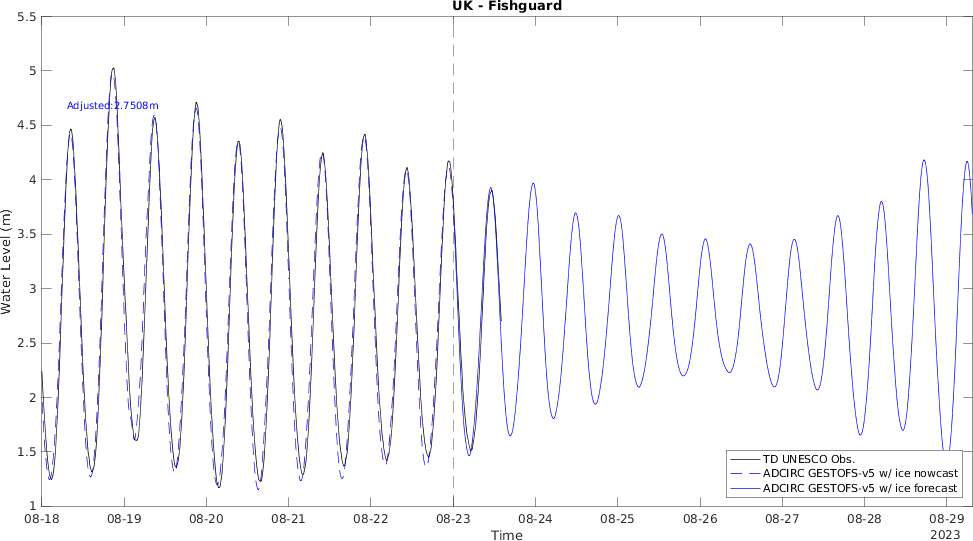 UK - Fishguard
5.5
5
4.5
4
3.5
3
2.5
2
1.5
1
Water Level (m)
Adjusted:2.7508m
TD UNESCO Obs.
ADCIRC GESTOFS-v5 w/ ice nowcast
ADCIRC GESTOFS-v5 w/ ice forecast
08-18 08-19 08-20 08-21 08-22 08-23 08-24 08-25 08-26 08-27 08-28 08-29
Time
2023